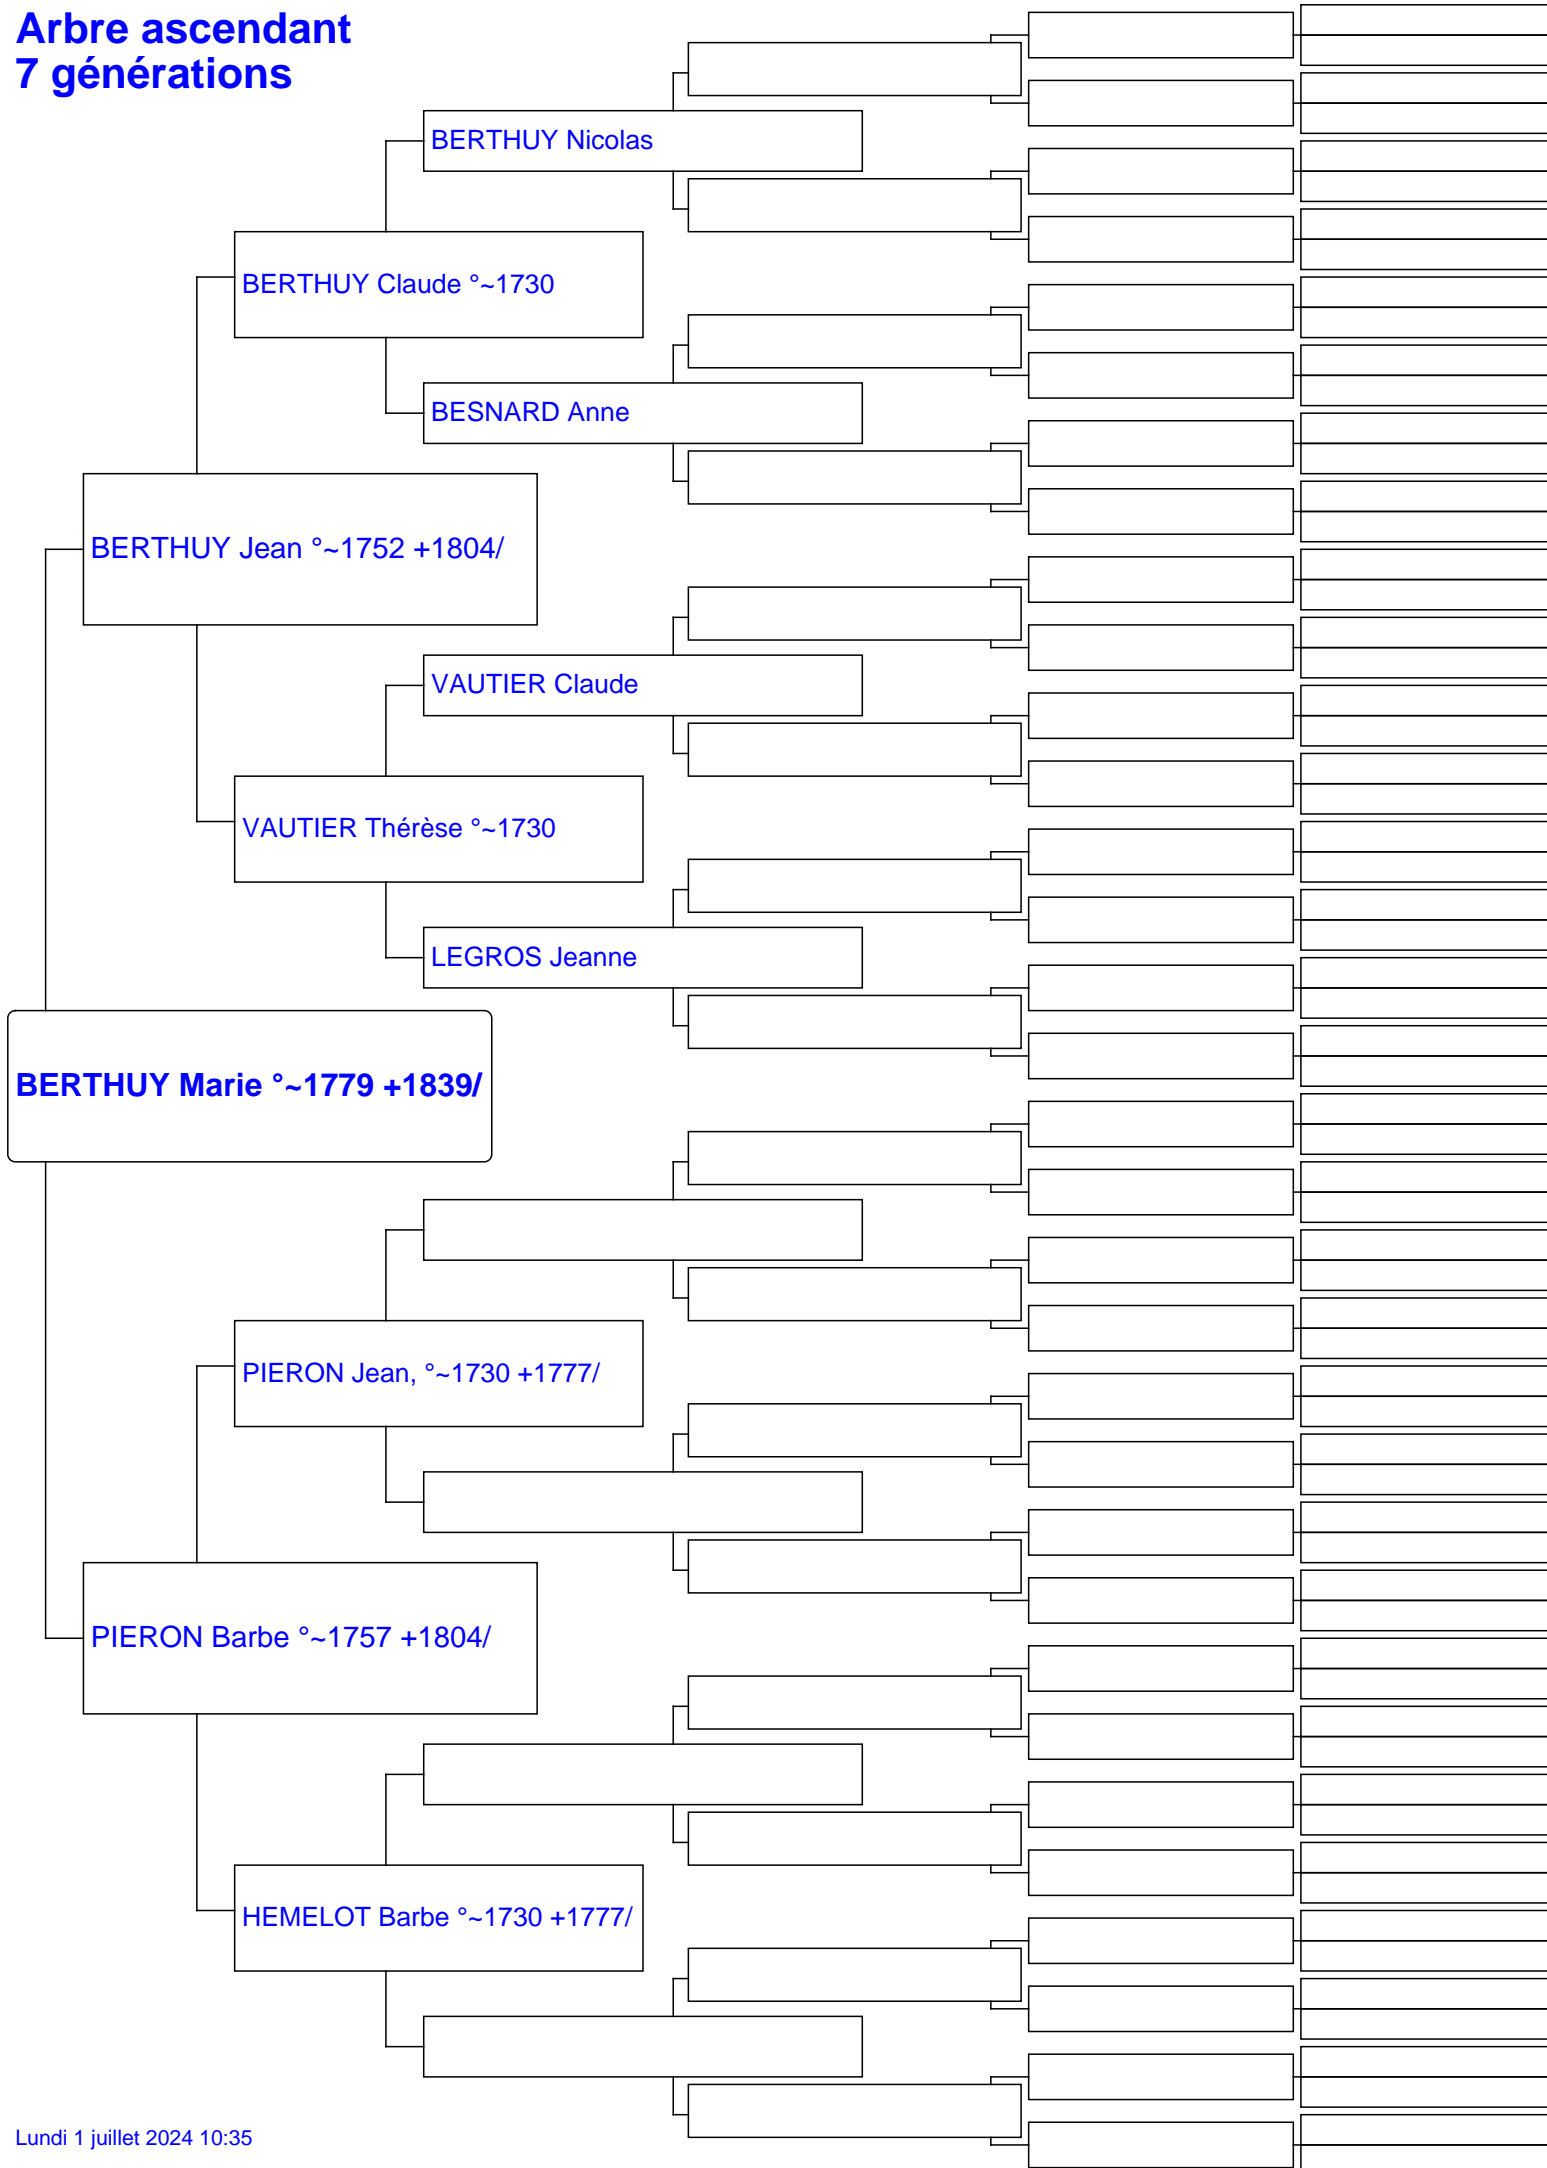 Arbre ascendant
7 générations
BERTHUY Nicolas
BERTHUY Claude °~1730
BESNARD Anne
BERTHUY Jean °~1752 +1804/
VAUTIER Claude
VAUTIER Thérèse °~1730
LEGROS Jeanne
BERTHUY Marie °~1779 +1839/
PIERON Jean, °~1730 +1777/
PIERON Barbe °~1757 +1804/
HEMELOT Barbe °~1730 +1777/
Lundi 1 juillet 2024 10:35